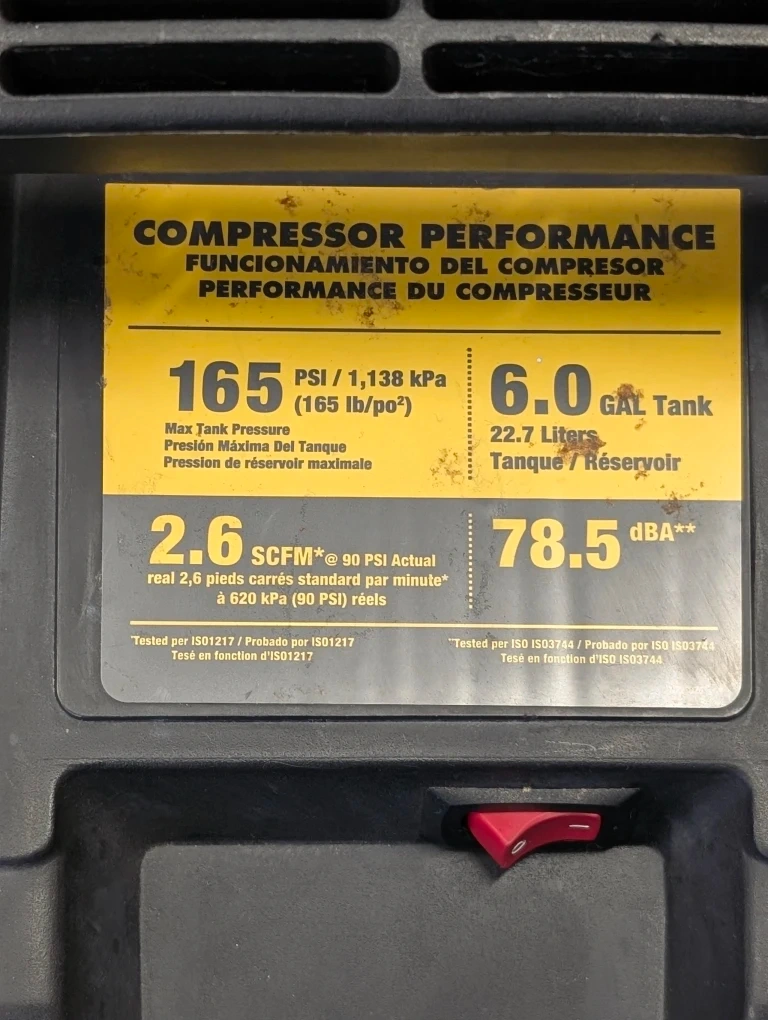 COMPRESSOR PERFORMANCE
FUNCIONAMIENTO DEL COMPRESOR
PERFORMANCE DU COMPRESSEUR
165 PSI / 1,138 kPa
(165 lb/po²)
Max Tank Pressure
Presión Máxima Del Tanque
Pression de réservoir maximale
6.0 GAL Tank
22.7 Liters
Tanque / Réservoir
2.6 SCFM*@ 90 PSI Actual
real 2,6 pieds carrés standard par minute*
à 620 kPa (90 PSI) réels
78.5 dBA**
*Tested per ISO1217 / Probado por ISO1217
Tesé en fonction d'ISO1217
**Tested per ISO ISO3744 / Probado por ISO ISO3744
Tesé en fonction d'ISO ISO3744
O —